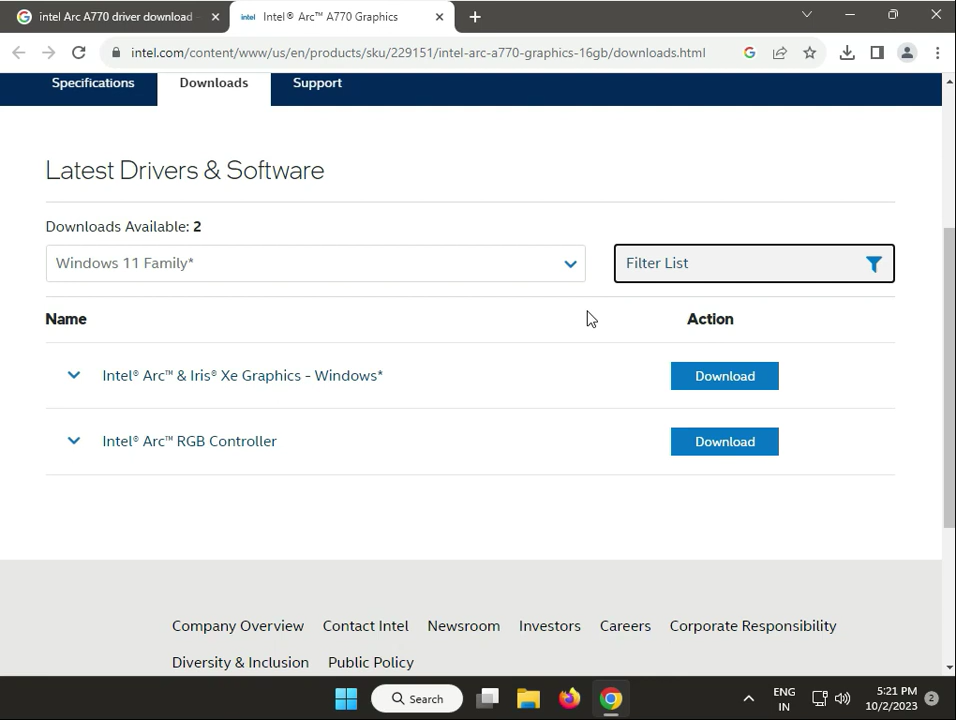 intel Arc A770 driver download
intel Intel® Arc™ A770 Graphics
intel.com/content/www/us/en/products/sku/229151/intel-arc-a770-graphics-16gb/downloads.html
Specifications Downloads Support
Latest Drivers & Software
Downloads Available: 2
Windows 11 Family* Filter List
Name Action
Intel® Arc™ & Iris® Xe Graphics - Windows* Download
Intel® Arc™ RGB Controller Download
Company Overview Contact Intel Newsroom Investors Careers Corporate Responsibility
Diversity & Inclusion Public Policy
Search
ENG
IN
5:21 PM
10/2/2023
2